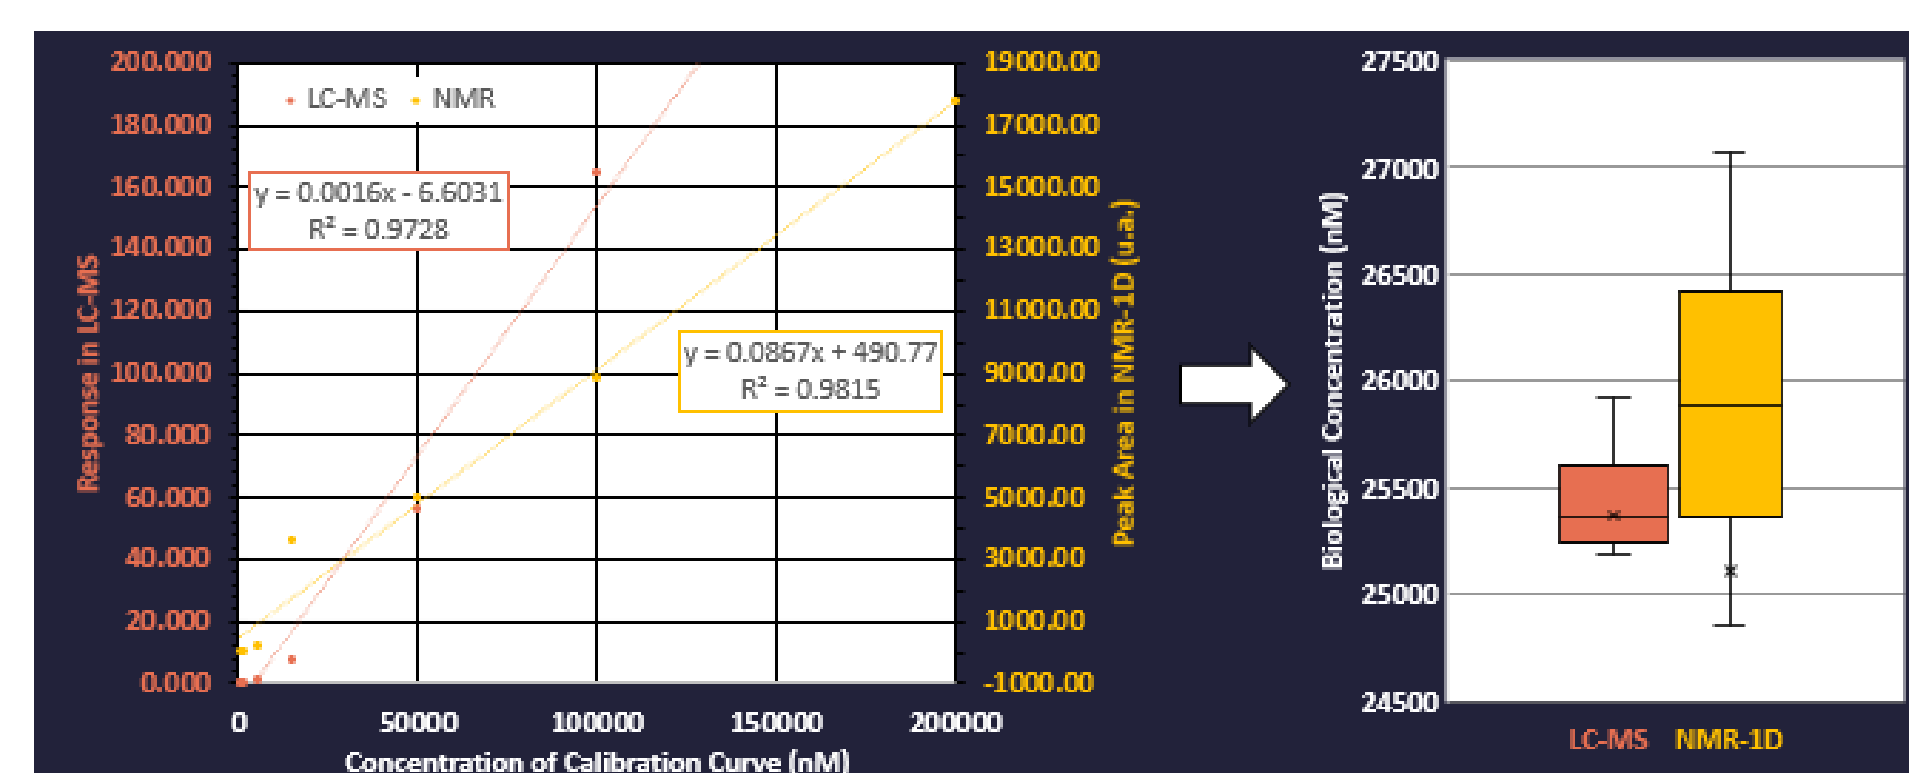 200.000
180.000
160.000
140.000
120.000
100.000
80.000
60.000
40.000
20.000
0.000
Response in LC-MS
LC-MS NMR
y = 0.0016x - 6.6031
R² = 0.9728
y = 0.0867x + 490.77
R² = 0.9815
19000.00
17000.00
15000.00
13000.00
11000.00
9000.00
7000.00
5000.00
3000.00
1000.00
-1000.00
Peak Area in NMR-1D (u.a.)
0 50000 100000 150000 200000
Concentration of Calibration Curve (nM)
Biological Concentration (nM)
27500
27000
26500
26000
25500
25000
24500
LC-MS NMR-1D